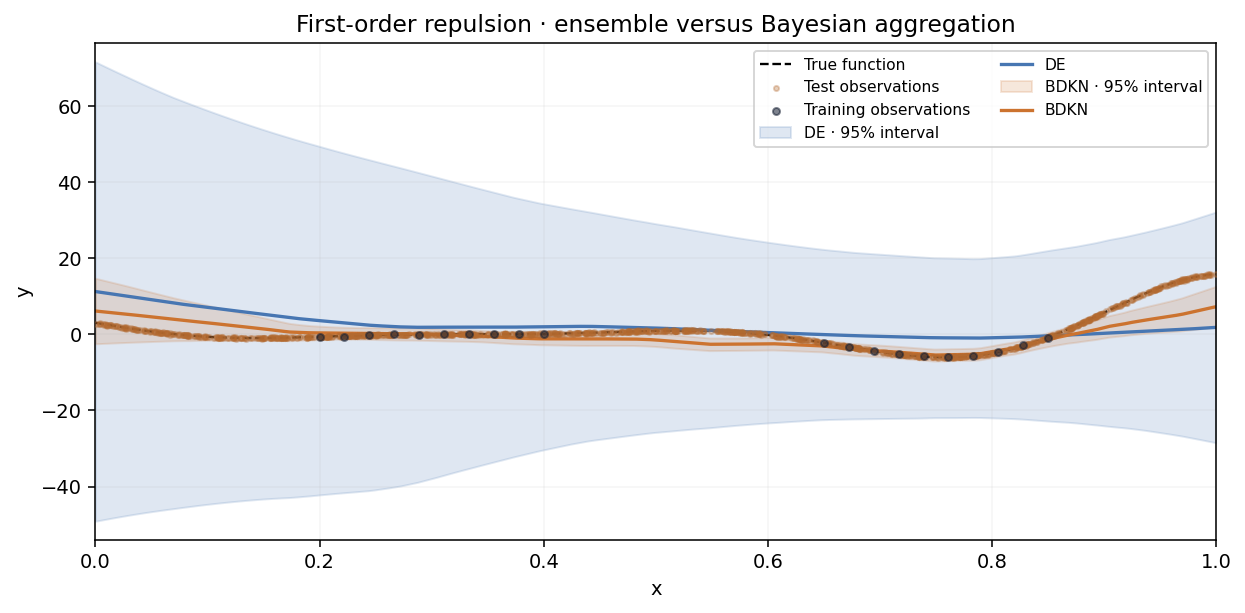 First-order repulsion · ensemble versus Bayesian aggregation
True function
Test observations
Training observations
DE · 95% interval
DE
BDKN · 95% interval
BDKN
y
60
40
20
0
−20
−40
0.0 0.2 0.4 0.6 0.8 1.0
x